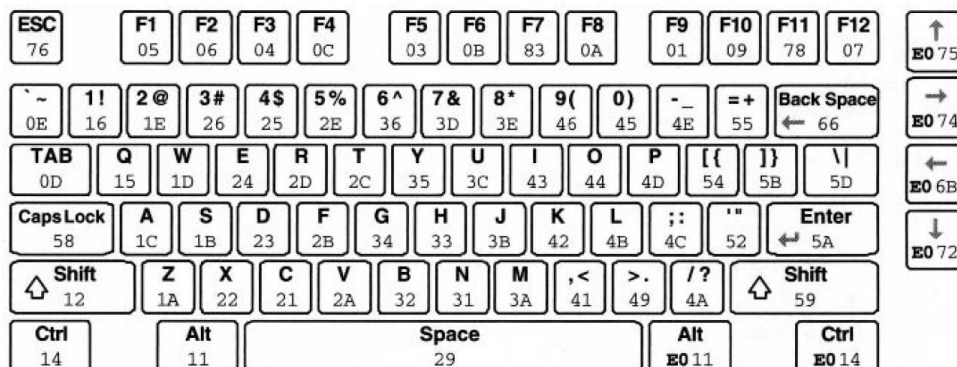 ESC F1 F2 F3 F4 F5 F6 F7 F8 F9 F10 F11 F12 ↑
76 05 06 04 0C 03 0B 83 0A 01 09 78 07 E0 75
` ~ 1! 2@ 3# 4$ 5% 6^ 7& 8* 9( 0) -_ =+ Back Space →
0E 16 1E 26 25 2E 36 3D 3E 46 45 4E 55 ← 66 E0 74
TAB Q W E R T Y U I O P [{ ]} \| ←
0D 15 1D 24 2D 2C 35 3C 43 44 4D 54 5B 5D E0 6B
Caps Lock A S D F G H J K L ;: '" Enter
58 1C 1B 23 2B 34 33 3B 42 4B 4C 52 ↵ 5A ↓
E0 72
Shift Z X C V B N M ,< >. /? Shift
12 1A 22 21 2A 32 31 3A 41 49 4A 59
Ctrl Alt Space Alt Ctrl
14 11 29 E0 11 E0 14